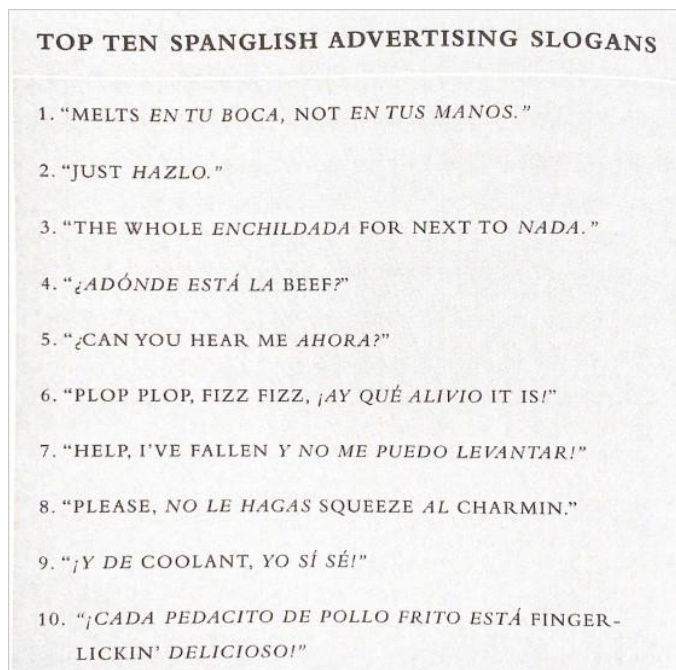 TOP TEN SPANGLISH ADVERTISING SLOGANS
1. “MELTS EN TU BOCA, NOT EN TUS MANOS.”
2. “JUST HAZLO.”
3. “THE WHOLE ENCHILDADA FOR NEXT TO NADA.”
4. “¿ADÓNDE ESTÁ LA BEEF?”
5. “¿CAN YOU HEAR ME AHORA?”
6. “PLOP PLOP, FIZZ FIZZ, ¡AY QUÉ ALIVIO IT IS!”
7. “HELP, I’VE FALLEN Y NO ME PUEDO LEVANTAR!”
8. “PLEASE, NO LE HAGAS SQUEEZE AL CHARMIN.”
9. “¡Y DE COOLANT, YO SÍ SÉ!”
10. “¡CADA PEDACITO DE POLLO FRITO ESTÁ FINGER-
LICKIN’ DELICIOSO!”